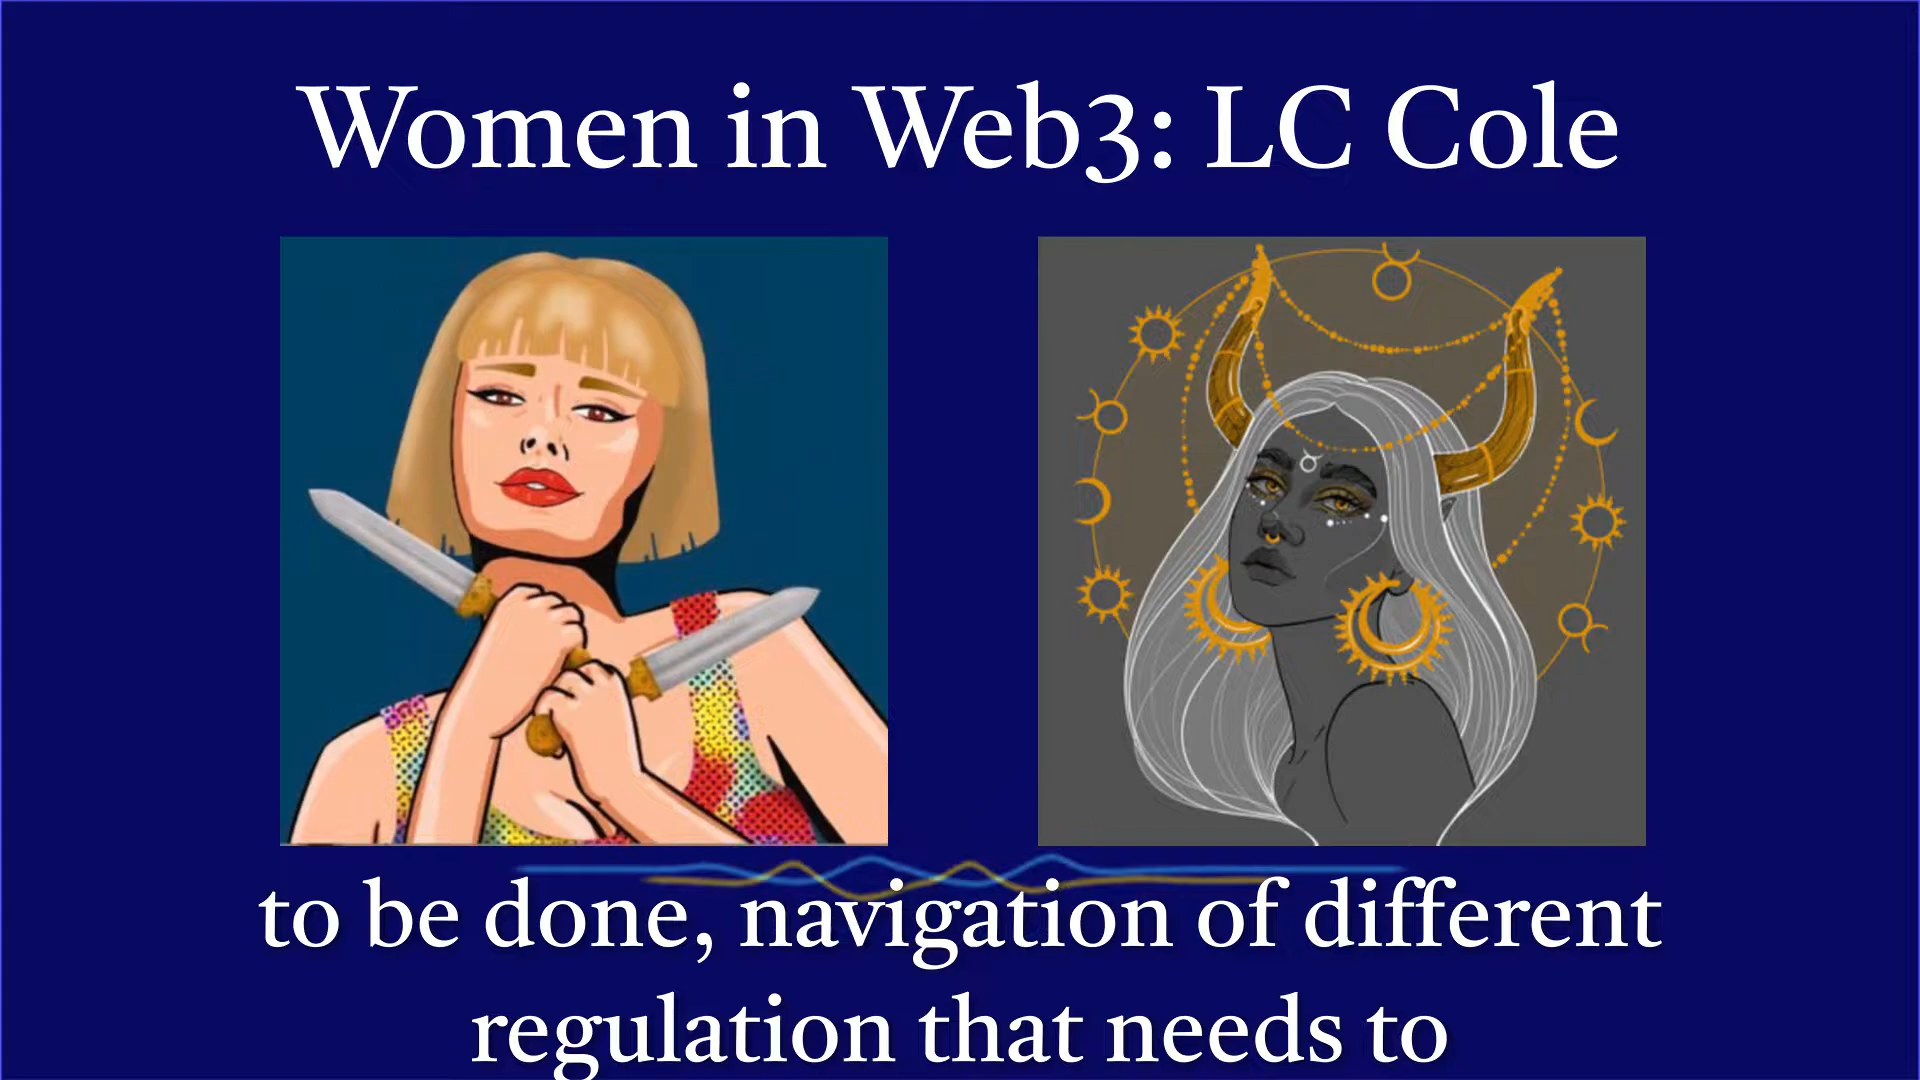 Women in Web3: LC Cole
to be done, navigation of different
regulation that needs to